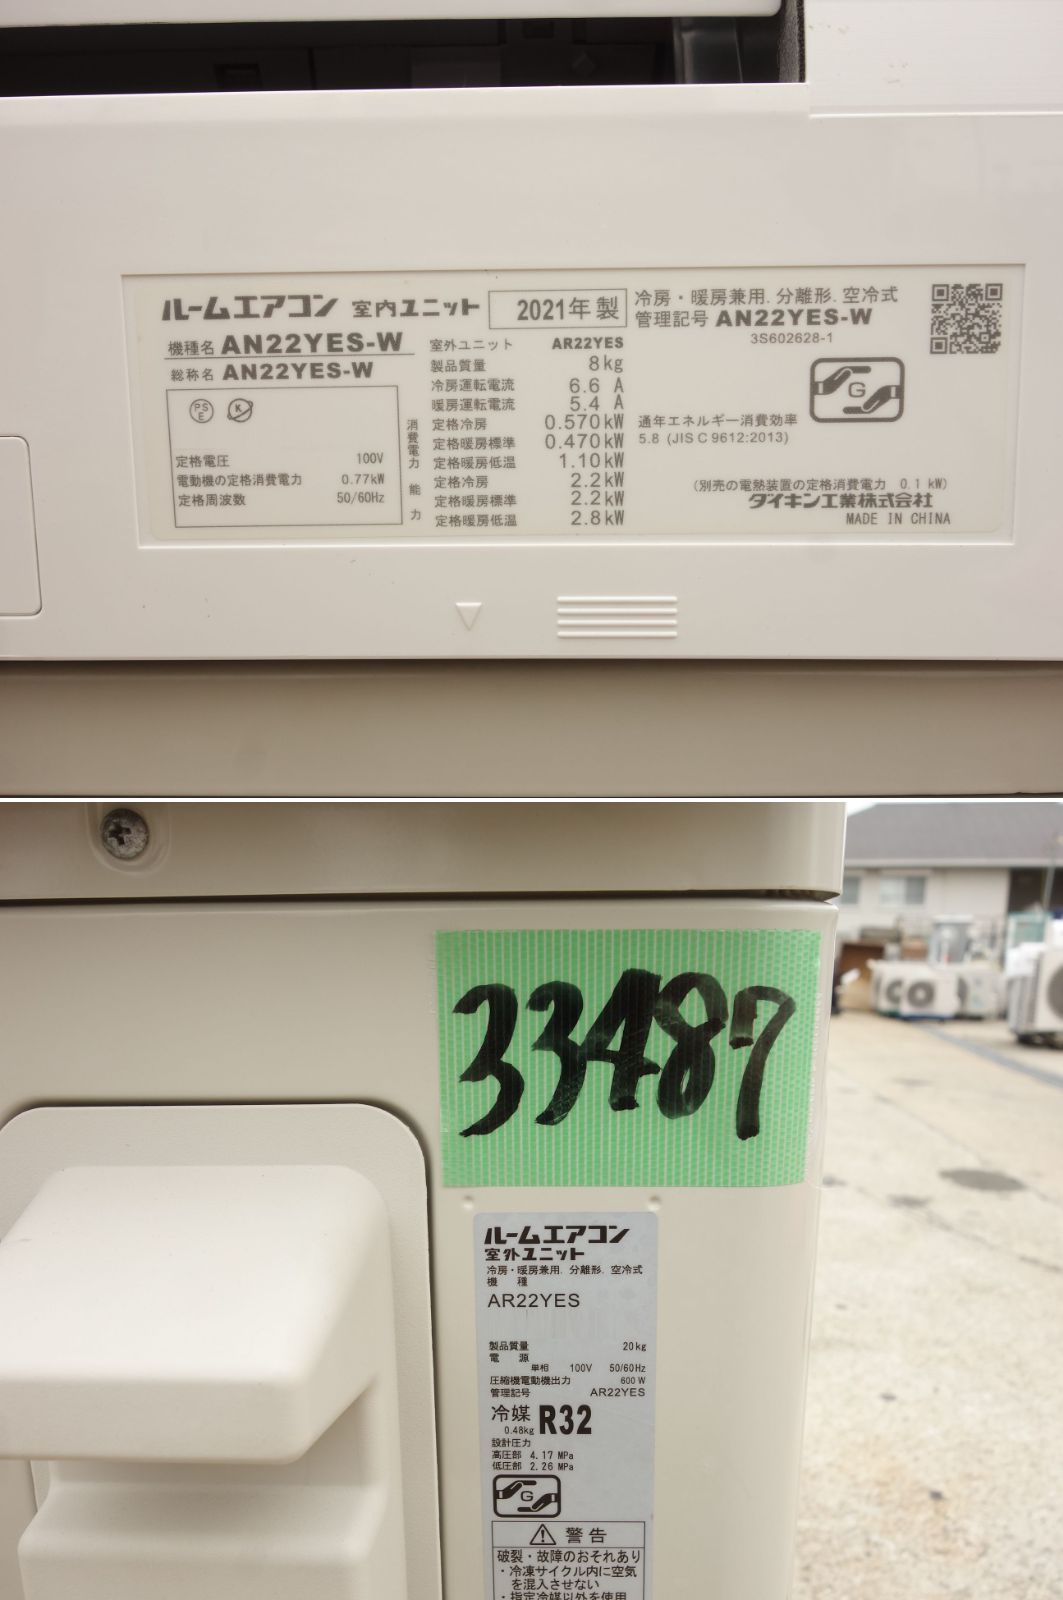 ルームエアコン 室内ユニット 2021年 製
冷房・暖房兼用. 分離形. 空冷式
管理記号 AN22YES-W
3S602628-1
機種名 AN22YES-W
総称名 AN22YES-W
PS
E
K
定格電圧 100V
電動機の定格消費電力 0.77kW
定格周波数 50/60Hz
室外ユニット AR22YES
製品質量 8kg
冷房運転電流 6.6 A
暖房運転電流 5.4 A
消費電力 定格冷房 0.570kW
定格暖房標準 0.470kW
定格暖房低温 1.10kW
能力 定格冷房 2.2kW
定格暖房標準 2.2kW
定格暖房低温 2.8kW
G
通年エネルギー消費効率
5.8 (JIS C 9612:2013)
(別売の電熱装置の定格消費電力 0.1 kW)
ダイキン工業株式会社
MADE IN CHINA
33487
ルームエアコン
室外ユニット
冷房・暖房兼用. 分離形. 空冷式
機 種
AR22YES
製品質量 20kg
電 源
単相 100V 50/60Hz
圧縮機電動機出力 600 W
管理記号 AR22YES
冷媒 R32
0.48kg
設計圧力
高圧部 4.17 MPa
低圧部 2.26 MPa
G
警告
破裂・故障のおそれあり
・冷凍サイクル内に空気
を混入させない
・指定冷媒以外を使用